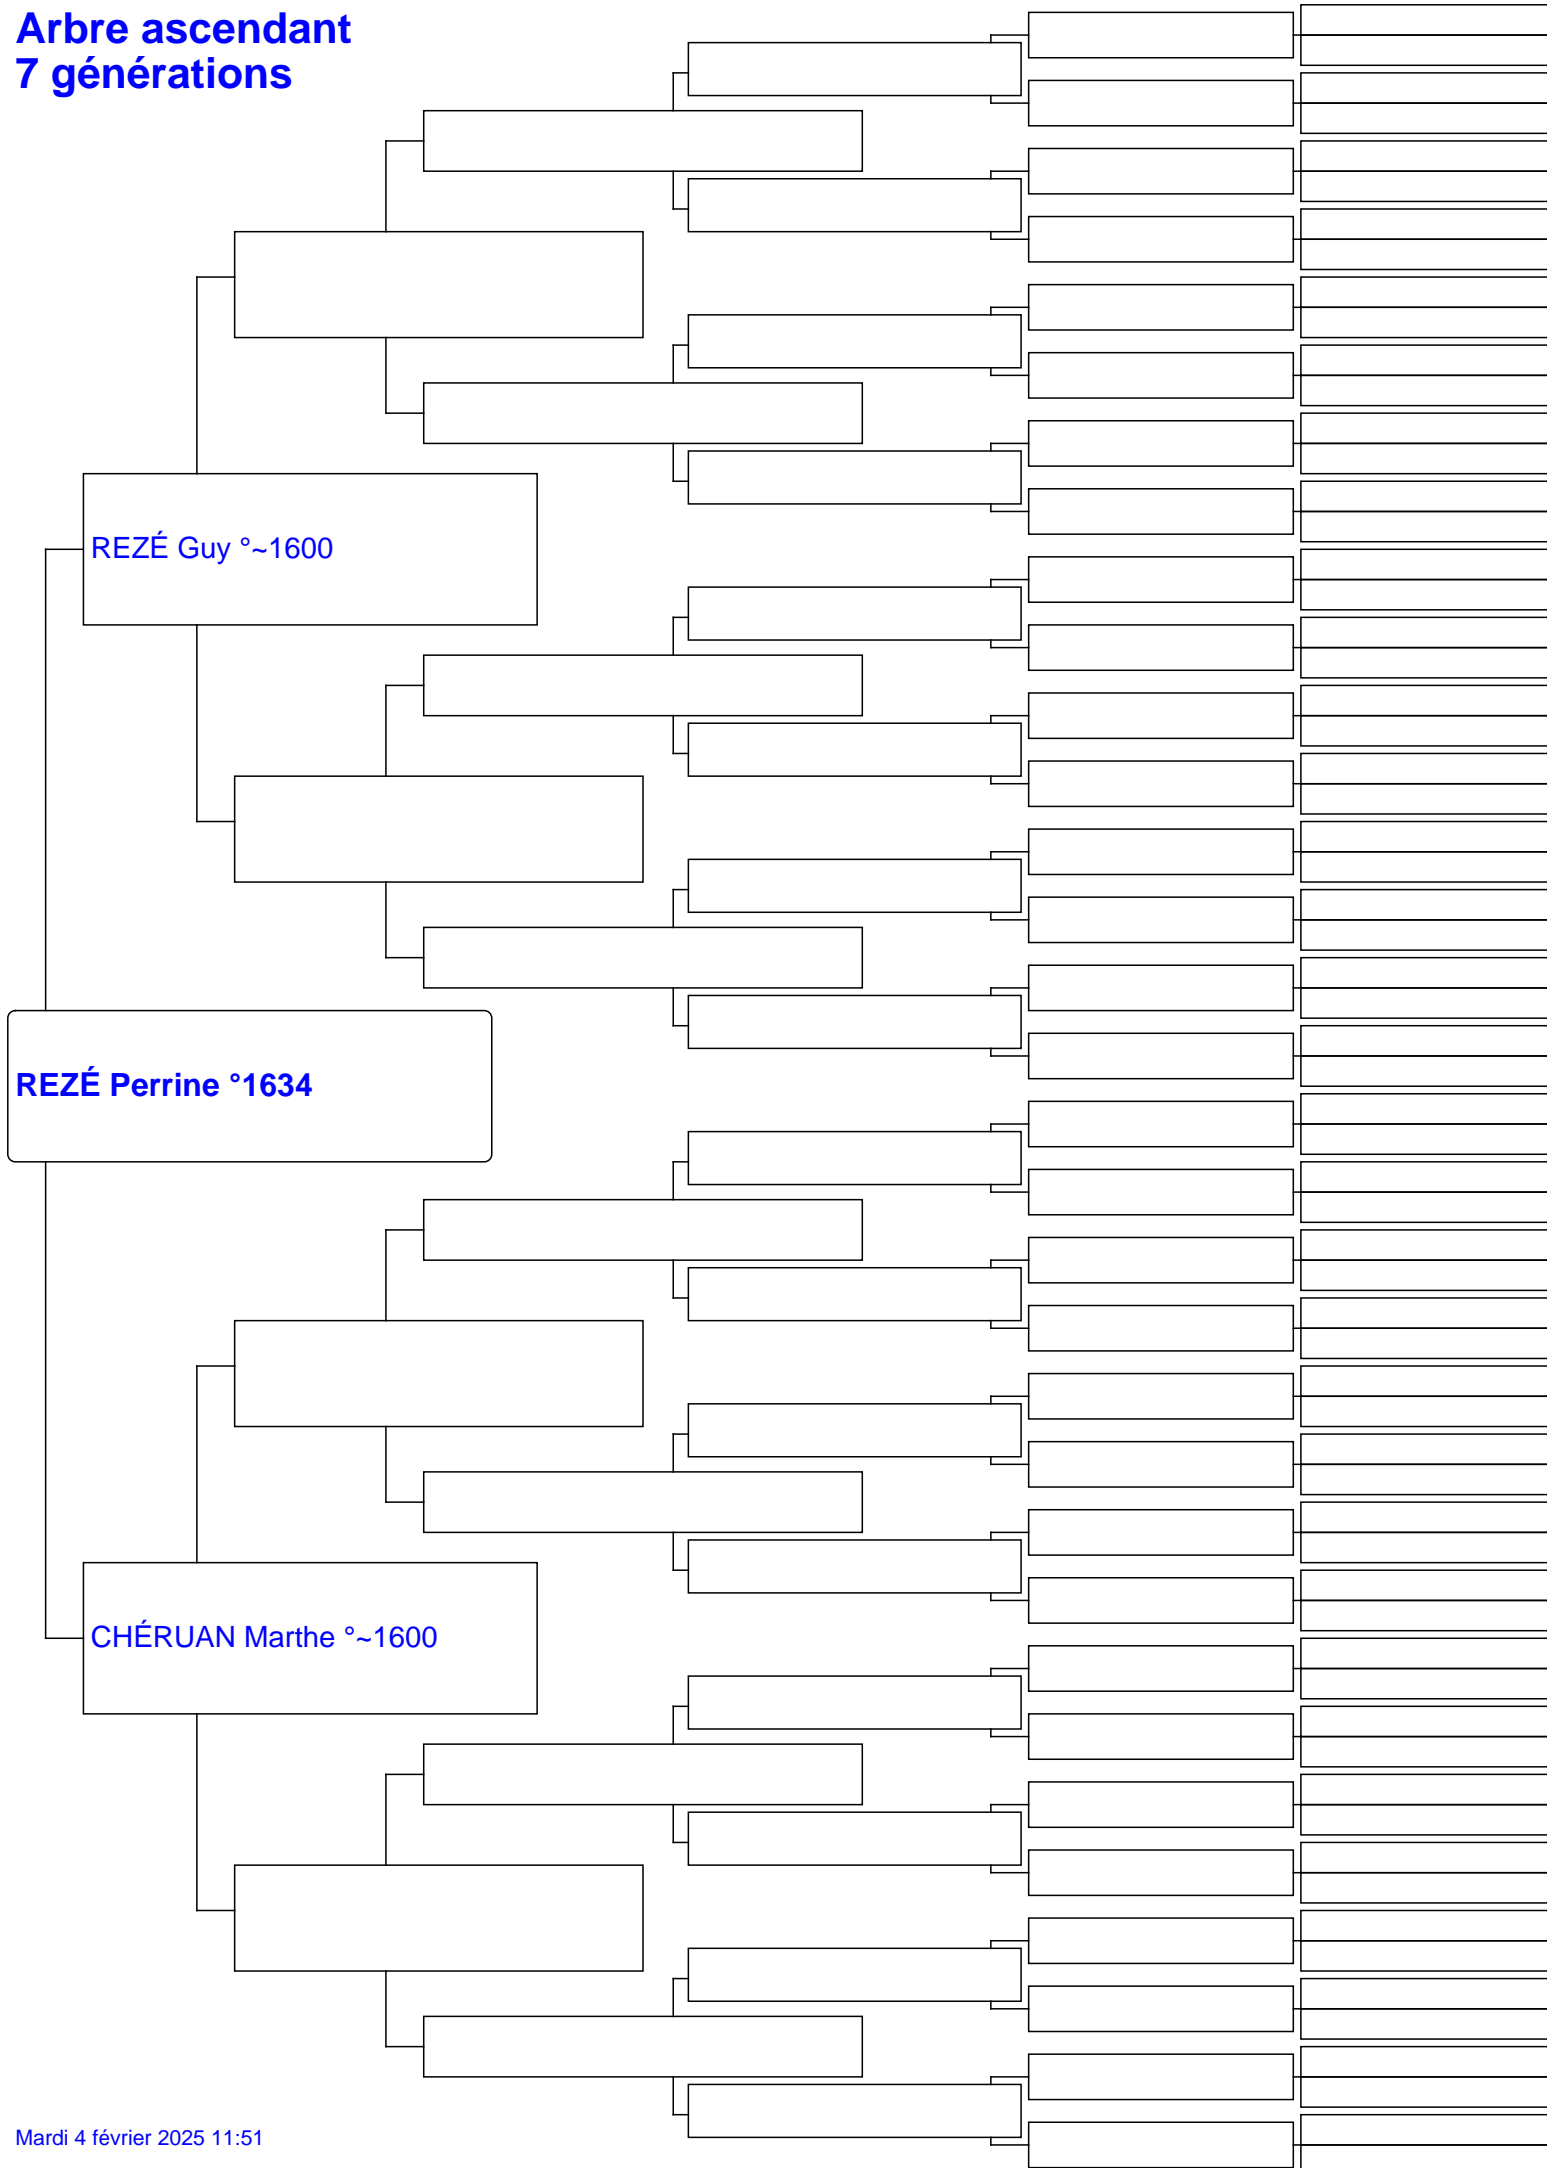 Arbre ascendant
7 générations
REZÉ Guy °~1600
REZÉ Perrine °1634
CHÉRUAN Marthe °~1600
Mardi 4 février 2025 11:51